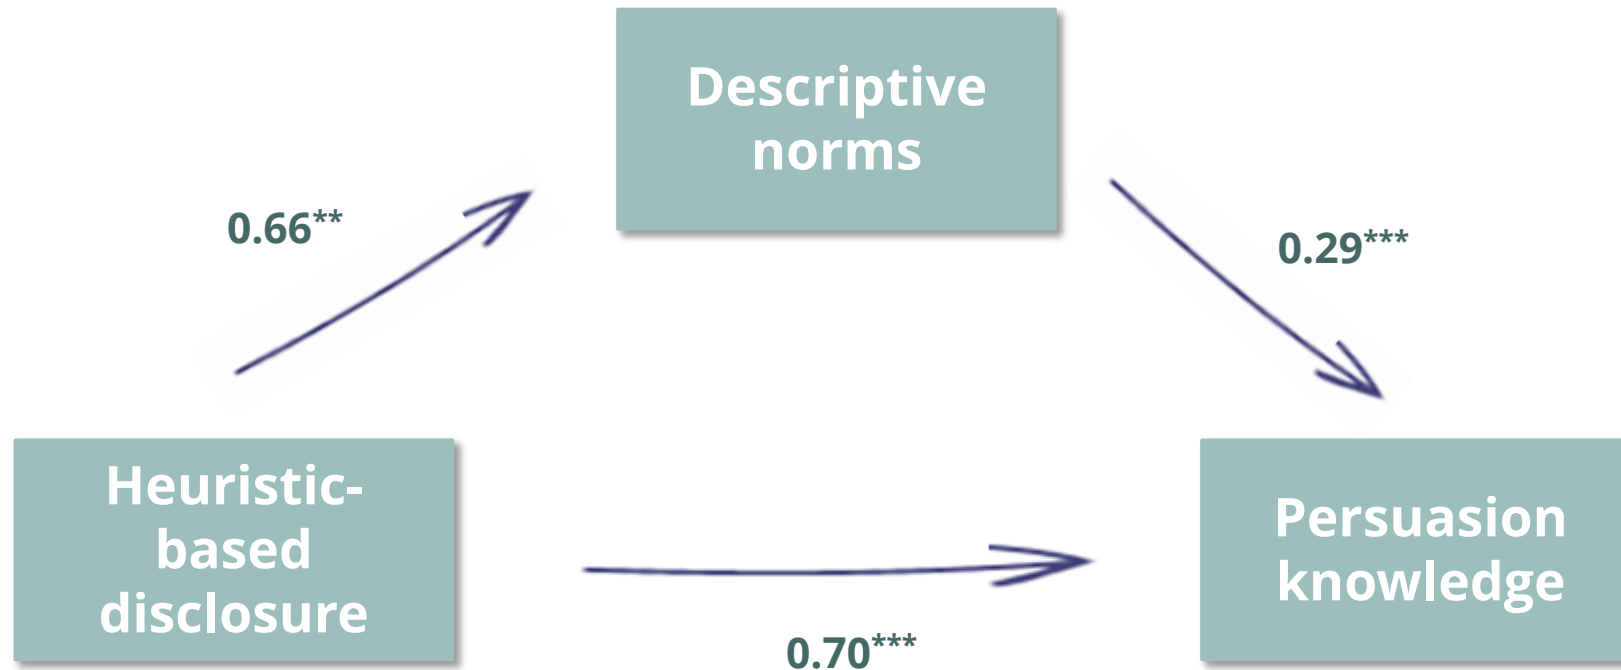 Descriptive
norms
0.66**
0.29***
Heuristic-
based
disclosure
Persuasion
knowledge
0.70***